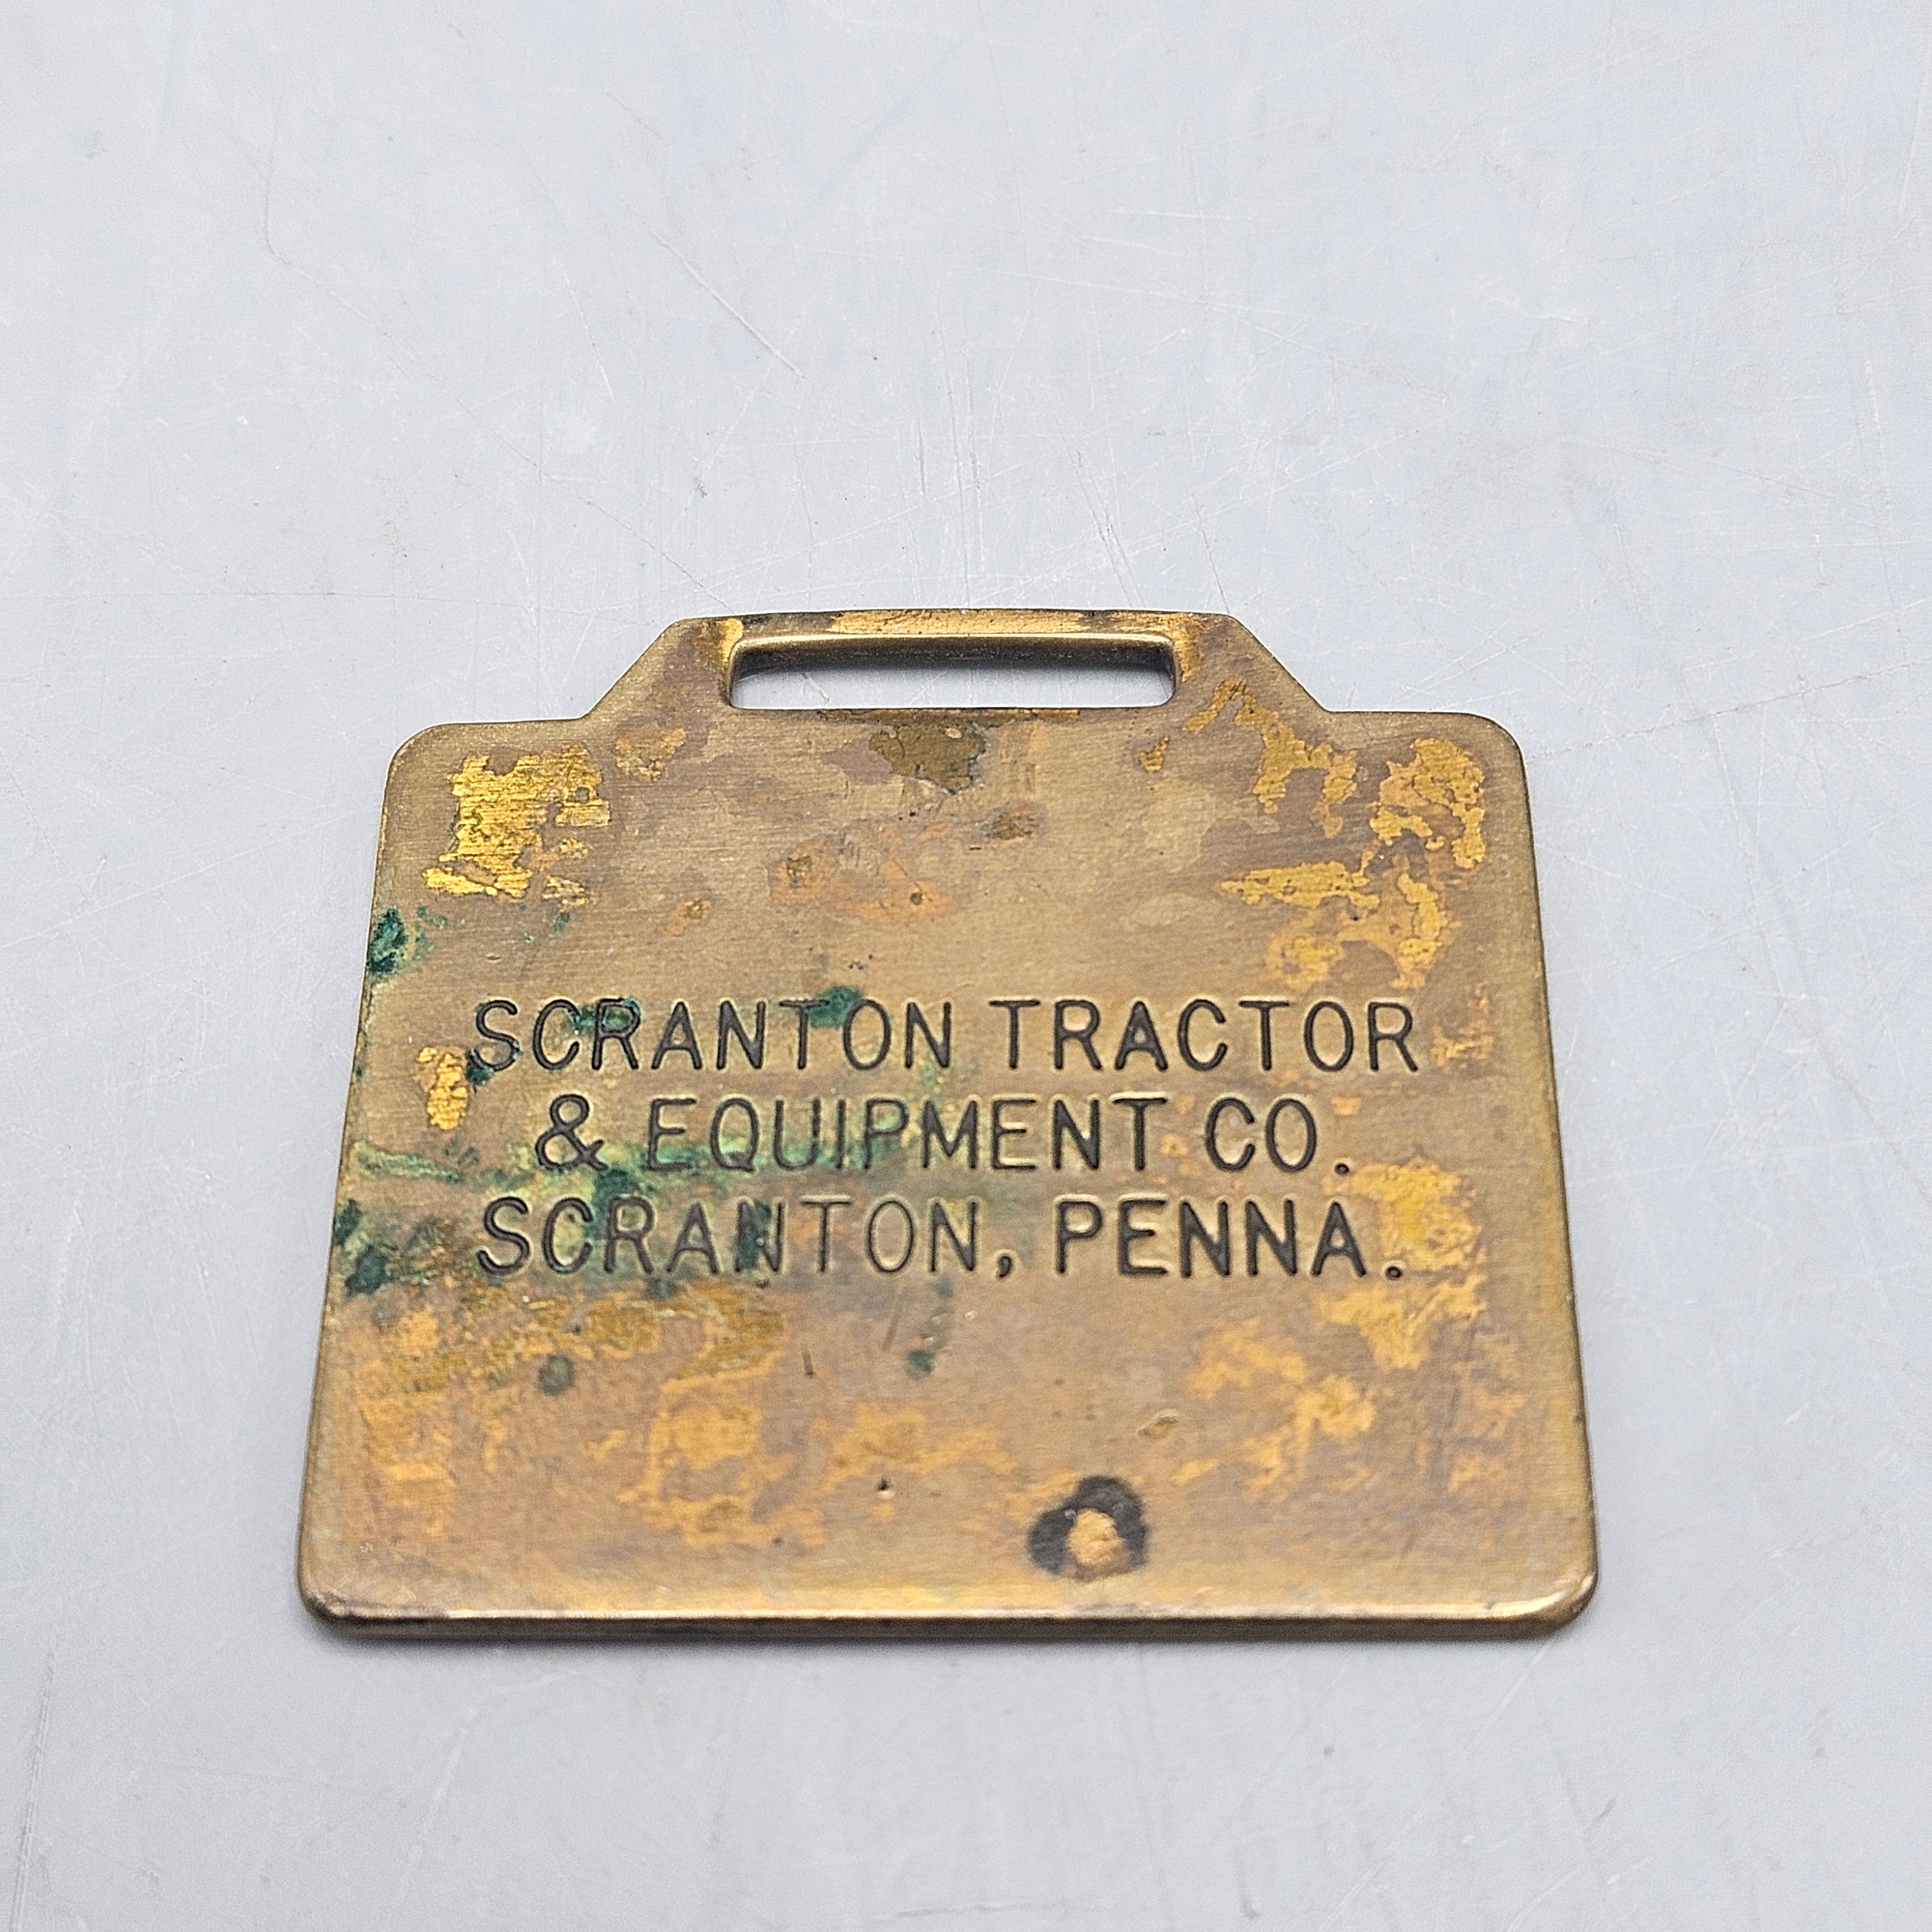 SCRANTON TRACTOR
& EQUIPMENT CO.
SCRANTON, PENNA.